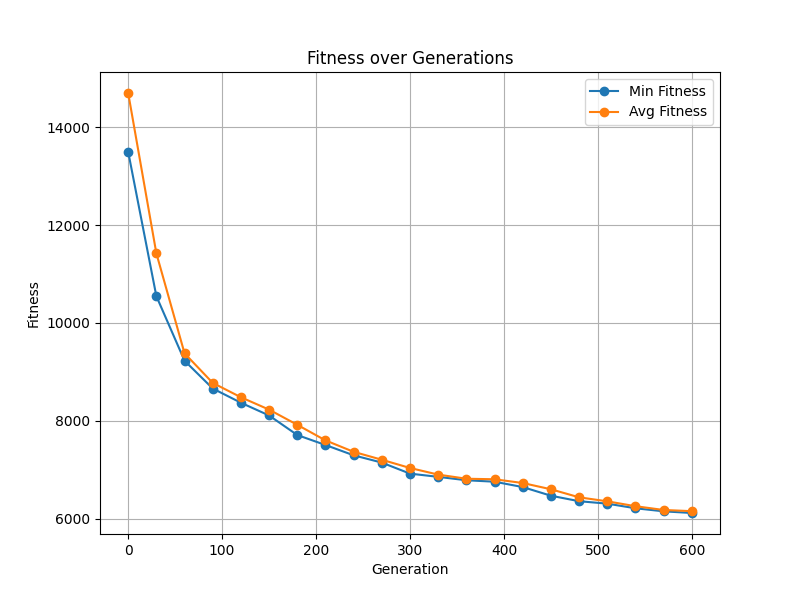 Fitness over Generations
Min Fitness
Avg Fitness
14000
12000
10000
8000
6000
Fitness
0 100 200 300 400 500 600
Generation